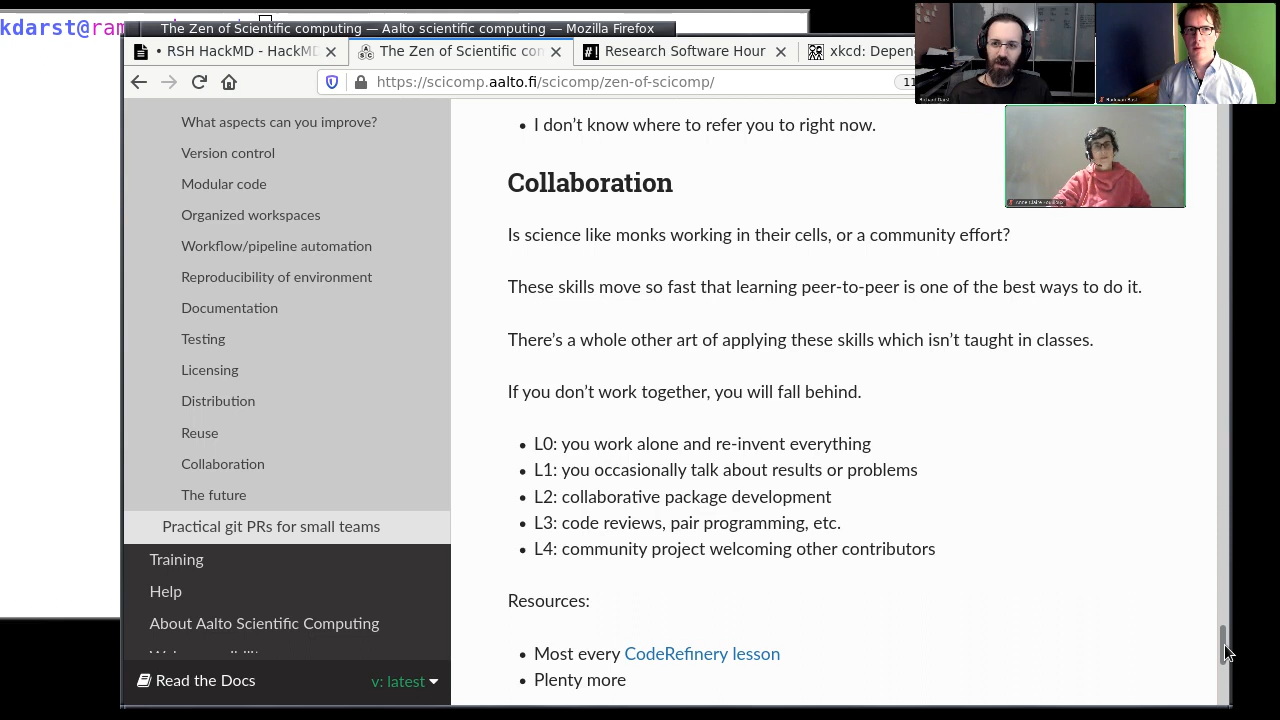 kdarst@ram
The Zen of Scientific computing — Aalto scientific computing — Mozilla Firefox
• RSH HackMD - HackMD
The Zen of Scientific con
Research Software Hour
xkcd: Depen
https://scicomp.aalto.fi/scicomp/zen-of-scicomp/
11
What aspects can you improve?
Version control
Modular code
Organized workspaces
Workflow/pipeline automation
Reproducibility of environment
Documentation
Testing
Licensing
Distribution
Reuse
Collaboration
The future
Practical git PRs for small teams
Training
Help
About Aalto Scientific Computing
Read the Docs
v: latest
• I don't know where to refer you to right now.
Collaboration
Is science like monks working in their cells, or a community effort?
These skills move so fast that learning peer-to-peer is one of the best ways to do it.
There's a whole other art of applying these skills which isn't taught in classes.
If you don't work together, you will fall behind.
• L0: you work alone and re-invent everything
• L1: you occasionally talk about results or problems
• L2: collaborative package development
• L3: code reviews, pair programming, etc.
• L4: community project welcoming other contributors
Resources:
• Most every CodeRefinery lesson
• Plenty more